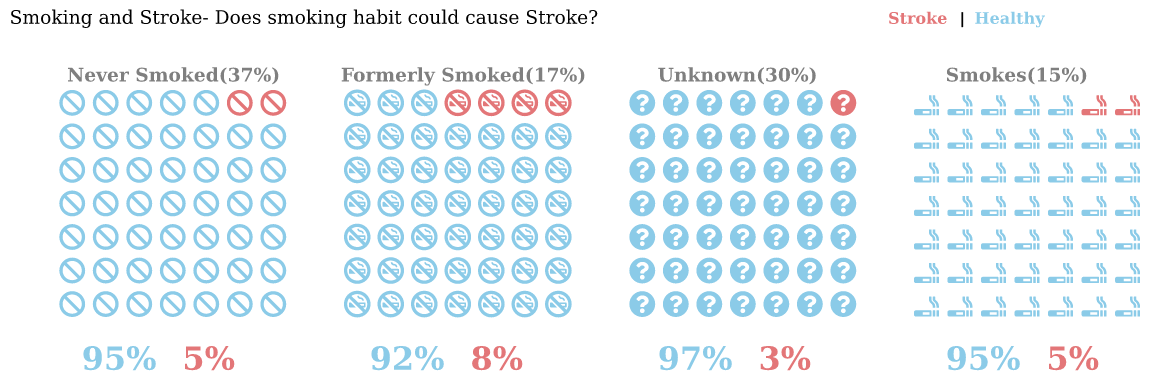 Smoking and Stroke- Does smoking habit could cause Stroke?
Stroke | Healthy
Never Smoked(37%)
Formerly Smoked(17%)
Unknown(30%)
Smokes(15%)
95% 5%
92% 8%
97% 3%
95% 5%